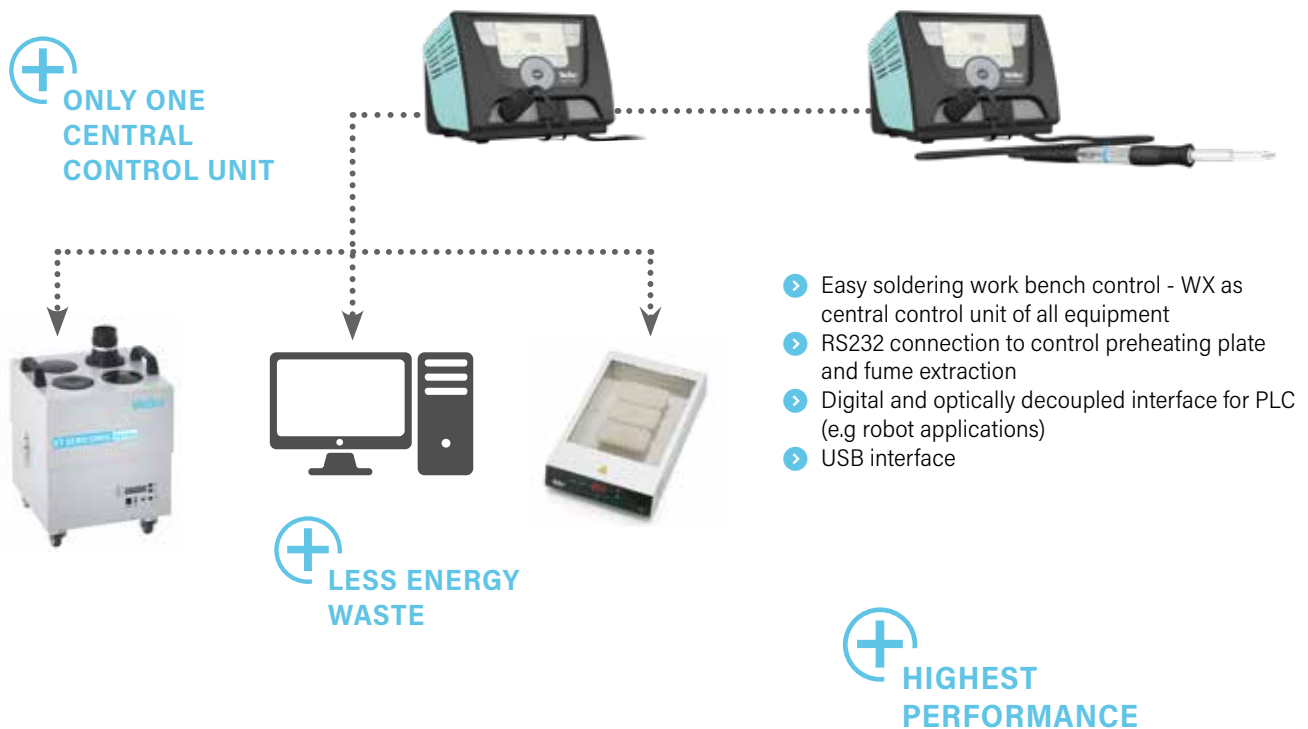 ONLY ONE
CENTRAL
CONTROL UNIT
Easy soldering work bench control - WX as
central control unit of all equipment
RS232 connection to control preheating plate
and fume extraction
Digital and optically decoupled interface for PLC
(e.g robot applications)
USB interface
LESS ENERGY
WASTE
HIGHEST
PERFORMANCE